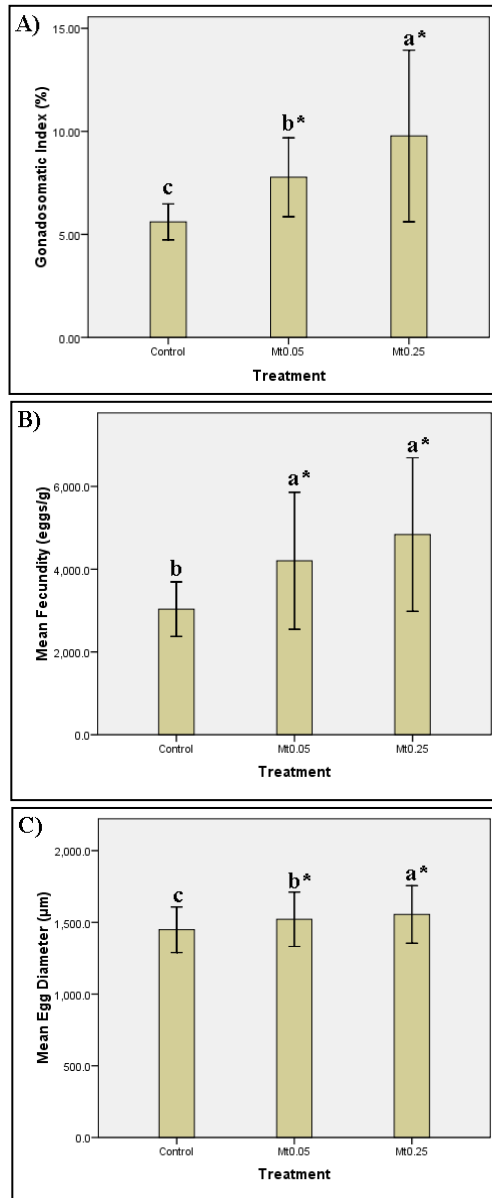 A)
15.00
a*
b*
10.00
c
5.00
0.00
Gonadosomatic Index (%)
Control Mt0.05 Mt0.25
Treatment
B)
a*
a*
6,000.0
b
4,000.0
2,000.0
0.0
Mean Fecundity (eggs/g)
Control Mt0.05 Mt0.25
Treatment
C)
2,000.0
a*
b*
c
1,500.0
1,000.0
500.0
0.0
Mean Egg Diameter (µm)
Control Mt0.05 Mt0.25
Treatment